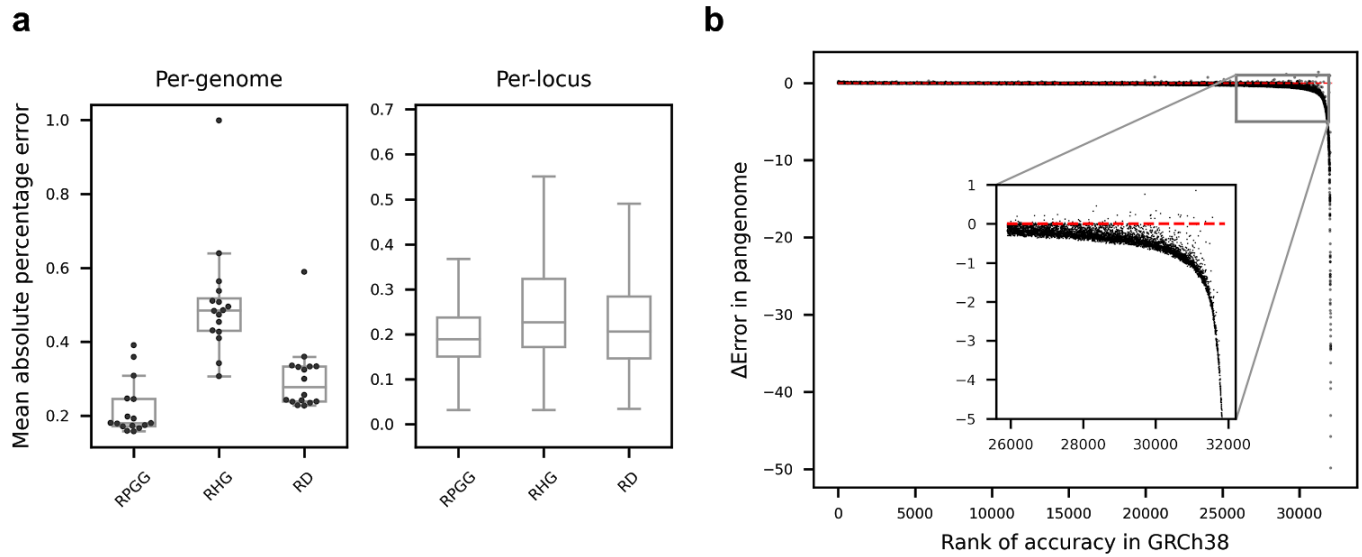 a
Per-genome
Per-locus
Mean absolute percentage error
1.0
0.8
0.6
0.4
0.2
RPGG
RHG
RD
0.7
0.6
0.5
0.4
0.3
0.2
0.1
0.0
RPGG
RHG
RD
b
ΔError in pangenome
0
−10
−20
−30
−40
−50
1
0
−1
−2
−3
−4
−5
26000 28000 30000 32000
0 5000 10000 15000 20000 25000 30000
Rank of accuracy in GRCh38